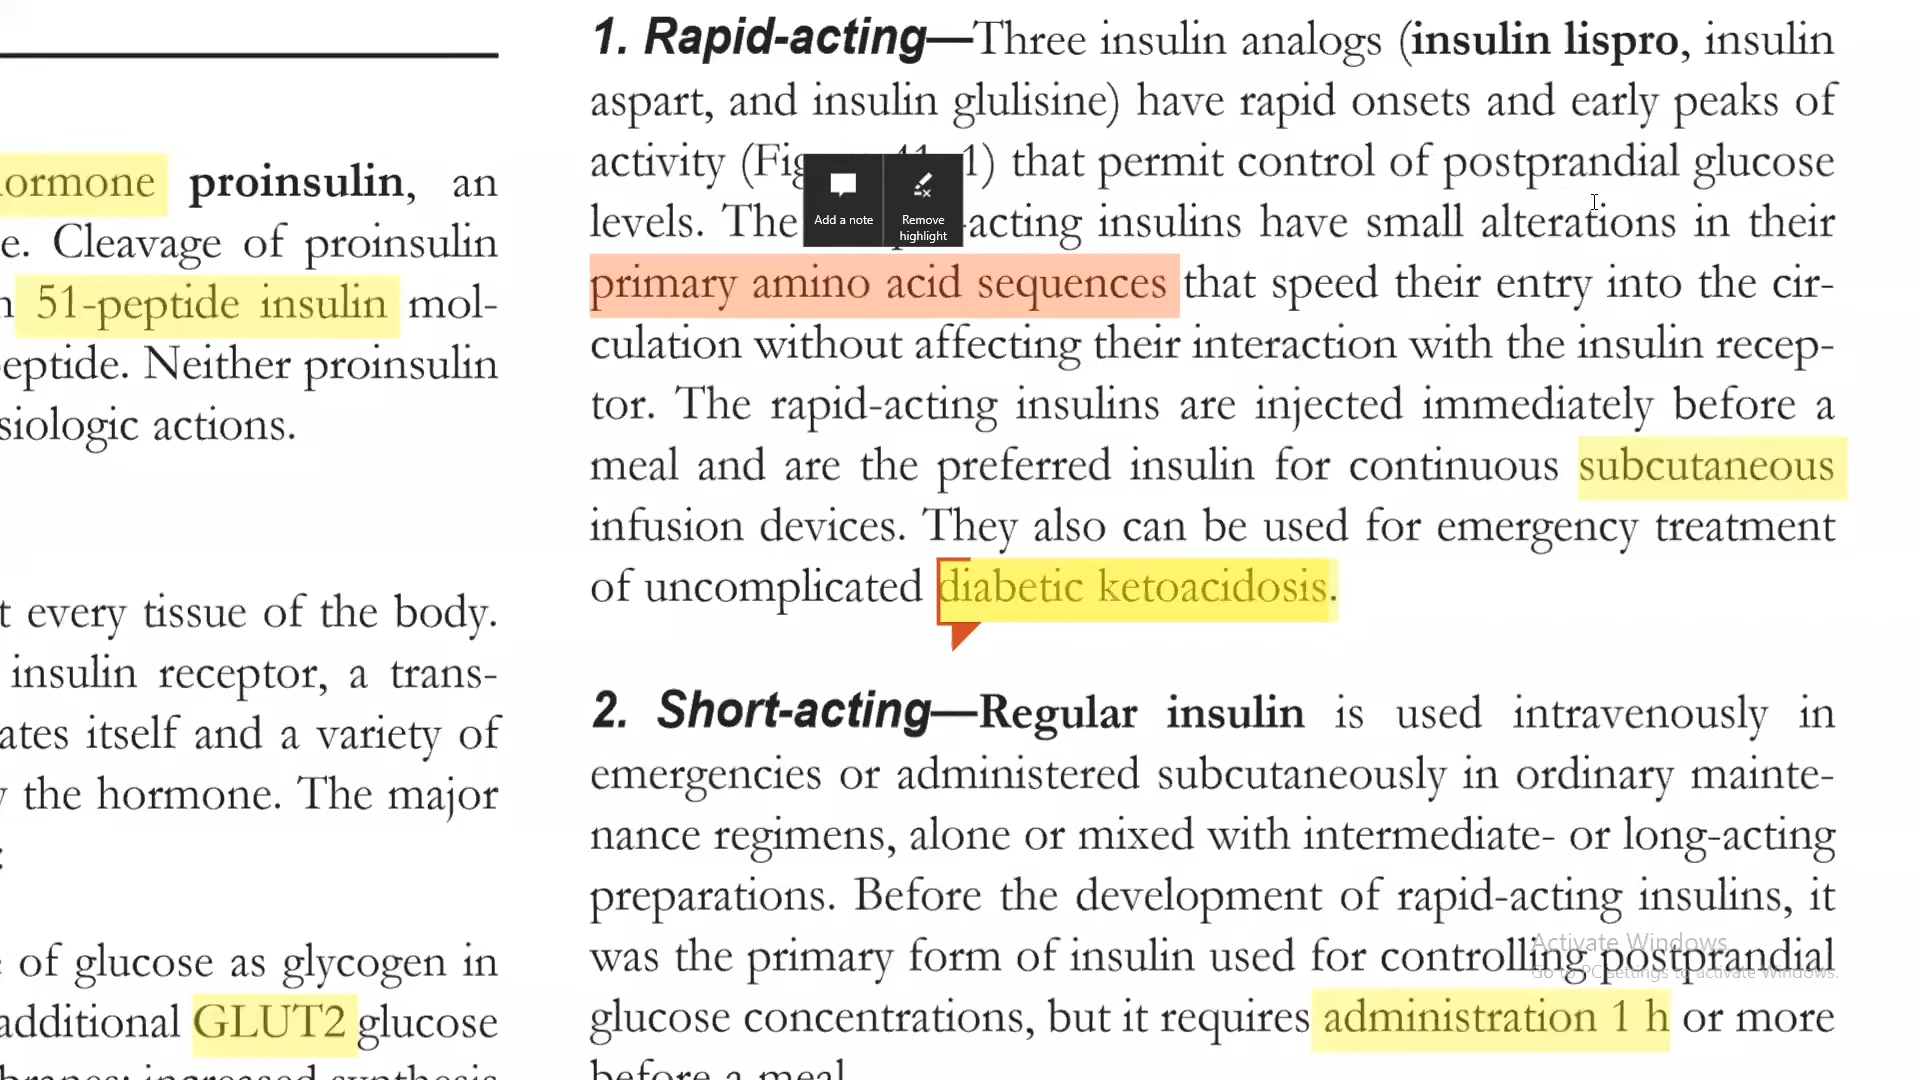 ormone proinsulin, an
e. Cleavage of proinsulin
51-peptide insulin mol-
eptide. Neither proinsulin
siologic actions.
t every tissue of the body.
insulin receptor, a trans-
ates itself and a variety of
the hormone. The major
:
of glucose as glycogen in
additional GLUT2 glucose
1. Rapid-acting—Three insulin analogs (insulin lispro, insulin
aspart, and insulin glulisine) have rapid onsets and early peaks of
activity (Fig 1) that permit control of postprandial glucose
levels. The -acting insulins have small alterations in their
primary amino acid sequences that speed their entry into the cir-
culation without affecting their interaction with the insulin recep-
tor. The rapid-acting insulins are injected immediately before a
meal and are the preferred insulin for continuous subcutaneous
infusion devices. They also can be used for emergency treatment
of uncomplicated diabetic ketoacidosis.
2. Short-acting—Regular insulin is used intravenously in
emergencies or administered subcutaneously in ordinary mainte-
nance regimens, alone or mixed with intermediate- or long-acting
preparations. Before the development of rapid-acting insulins, it
was the primary form of insulin used for controlling postprandial
glucose concentrations, but it requires administration 1 h or more
before a meal.
Add a note
Remove
highlight
Activate Windows
Go to PC settings to activate Windows.